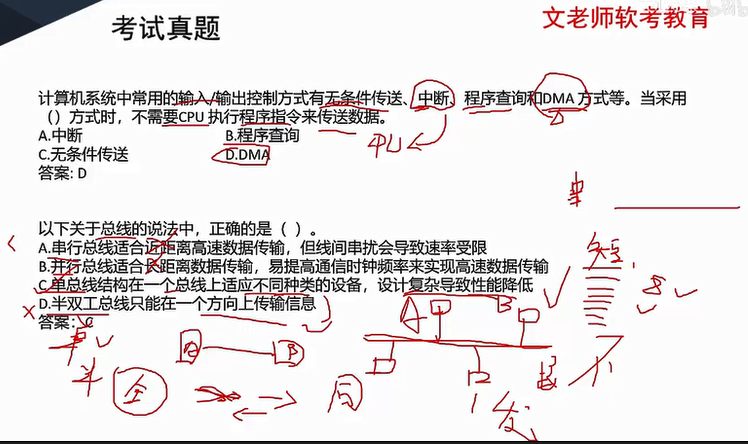 考试真题
文老师软考教育
计算机系统中常用的输入/输出控制方式有无条件传送、中断、程序查询和DMA方式等。当采用
（）方式时，不需要CPU 执行程序指令来传送数据。
A.中断 B.程序查询
C.无条件传送 D.DMA
答案: D
CPU
串
以下关于总线的说法中，正确的是（ ）。
A.串行总线适合近距离高速数据传输，但线间串扰会导致速率受限
B.并行总线适合长距离数据传输，易提高通信时钟频率来实现高速数据传输
C.单总线结构在一个总线上适应不同种类的设备，设计复杂导致性能降低
D.半双工总线只能在一个方向上传输信息
答案: C
短
A B
单
A B
半
全
同
发